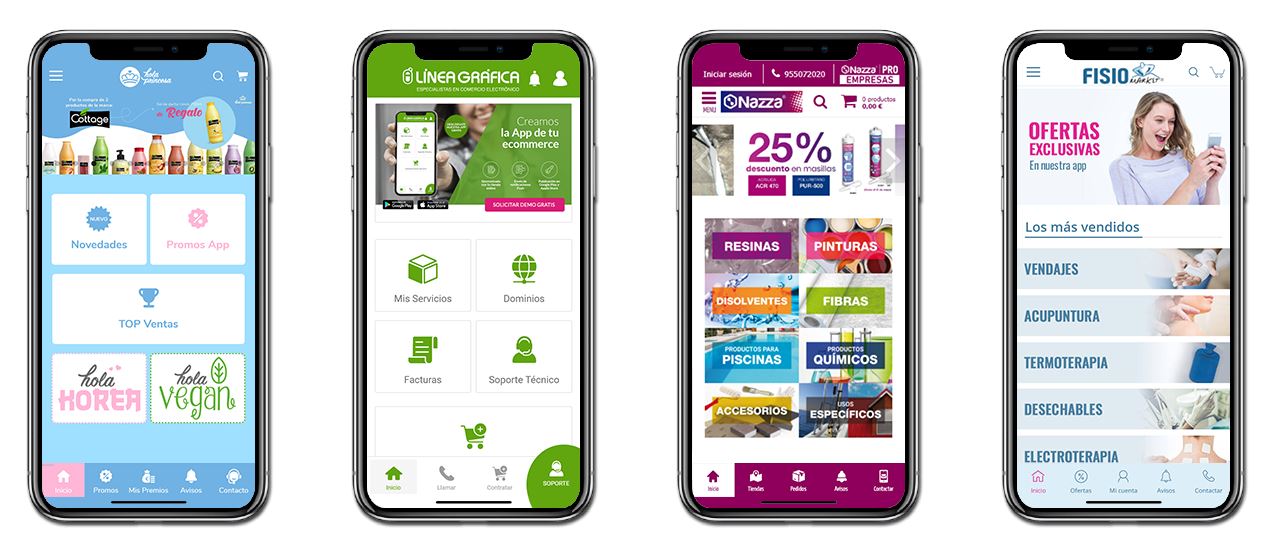 hola
princesa
Por la compra de 2
productos de la marca:
Cottage
de Regalo
NUEVO
Novedades
Promos App
TOP Ventas
hola
KOREA
hola
vegan
Inicio
Promos
Mis Premios
Avisos
Contacto
LÍNEA GRÁFICA
ESPECIALISTAS EN COMERCIO ELECTRÓNICO
Creamos
la App de tu
ecommerce
Google Play
App Store
SOLICITAR DEMO GRATIS
Mis Servicios
Dominios
Facturas
Soporte Técnico
Inicio
Llamar
Contratar
SOPORTE
Iniciar sesión
955072020
Nazza PRO
EMPRESAS
MENU
Nazza
0 productos
0,00 €
25%
descuento en masillas
ACRÍLICA
ACR 470
POLIURETANO
PUR-500
RESINAS
PINTURAS
DISOLVENTES
FIBRAS
PRODUCTOS PARA
PISCINAS
PRODUCTOS
QUÍMICOS
ACCESORIOS
USOS
ESPECÍFICOS
Inicio
Tiendas
Pedidos
Avisos
Contactar
FISIO
MARKET
OFERTAS
EXCLUSIVAS
En nuestra app
Los más vendidos
VENDAJES
ACUPUNTURA
TERMOTERAPIA
DESECHABLES
ELECTROTERAPIA
Inicio
Ofertas
Mi cuenta
Avisos
Contactar